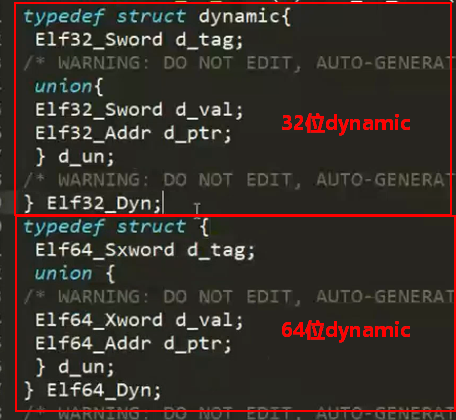 typedef struct dynamic{
Elf32_Sword d_tag;
/* WARNING: DO NOT EDIT, AUTO-GENERAT
union{
Elf32_Sword d_val;
Elf32_Addr d_ptr;
32位dynamic
} d_un;
/* WARNING: DO NOT EDIT, AUTO-GENERAT
} Elf32_Dyn;
typedef struct {
Elf64_Sxword d_tag;
union {
/* WARNING: DO NOT EDIT, AUTO-GENERAT
Elf64_Xword d_val;
Elf64_Addr d_ptr;
64位dynamic
} d_un;
} Elf64_Dyn;
/* WARNING: DO NOT EDIT, AUTO-GENERAT